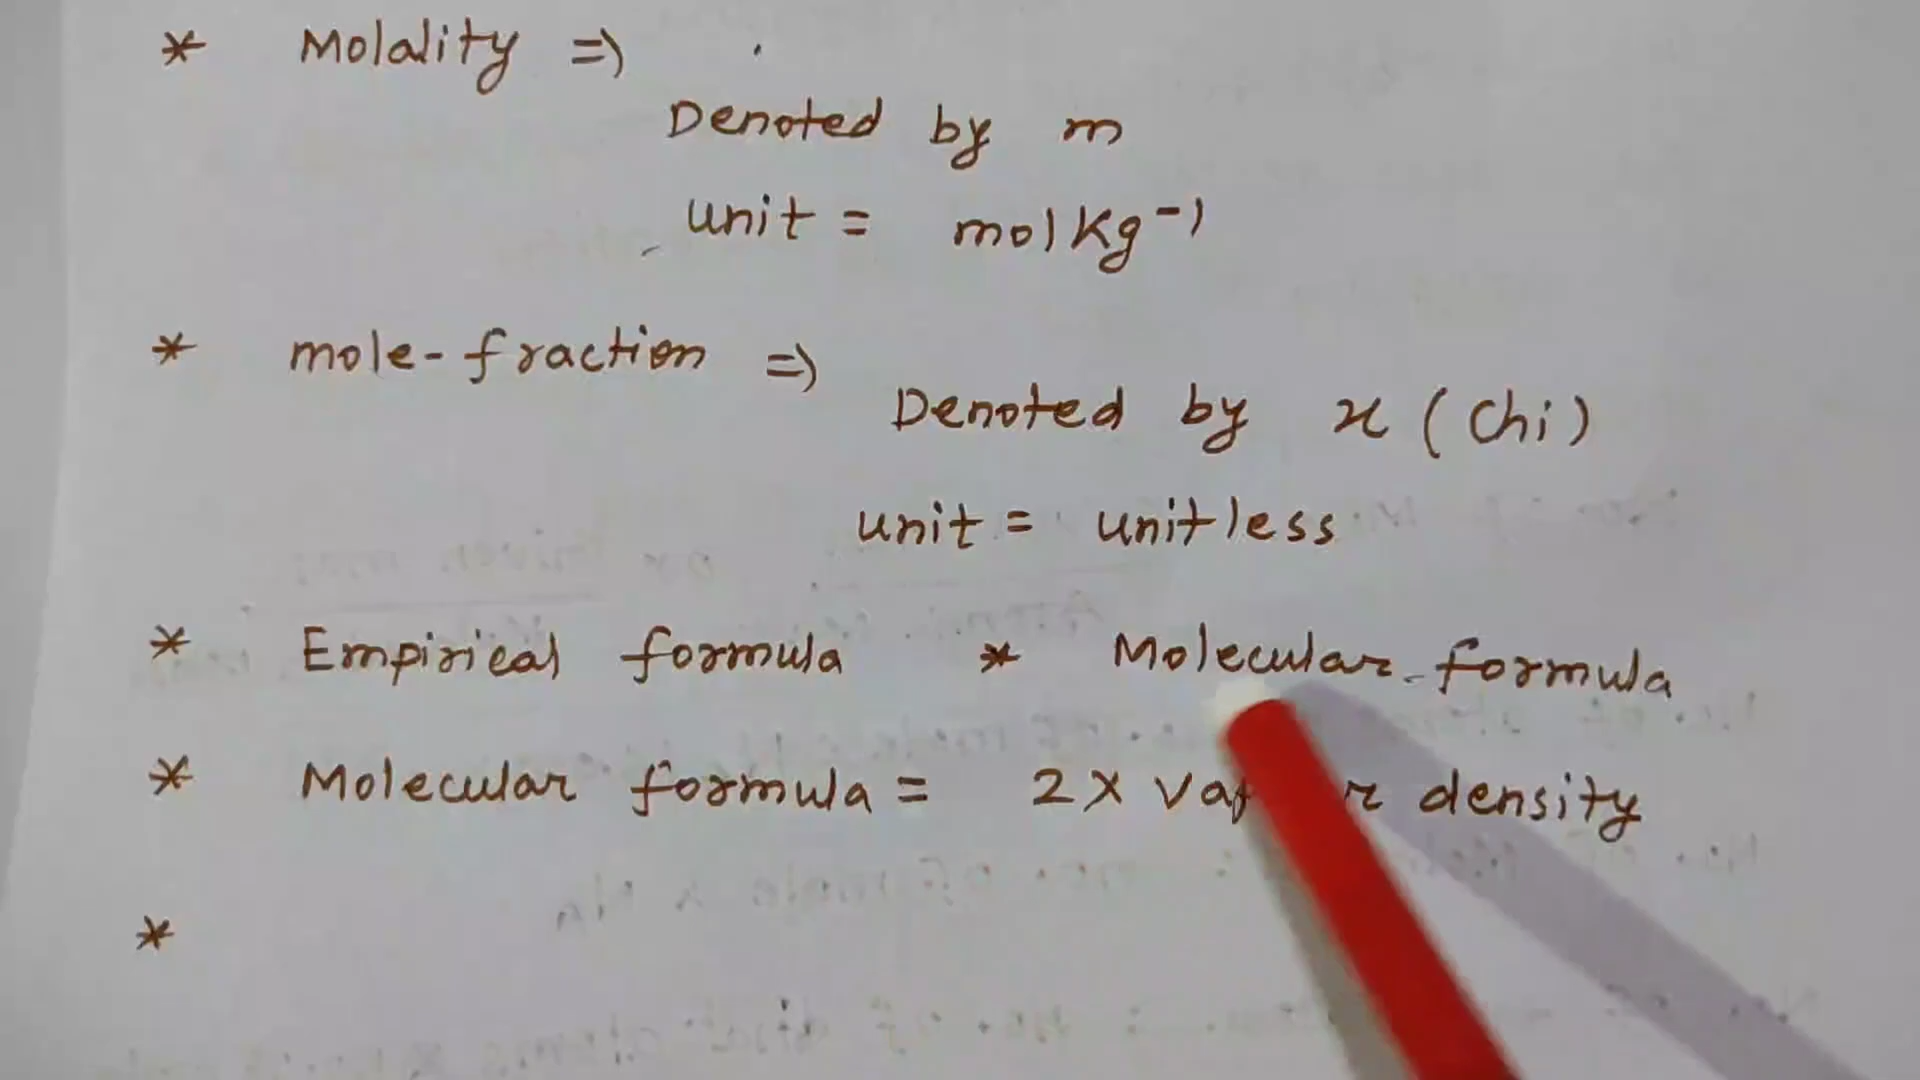 * Molality =>
Denoted by m
unit = mol Kg⁻¹
* mole-fraction =>
Denoted by x (Chi)
unit = unitless
* Empirical formula * Molecular formula
* Molecular formula = 2 X density
*